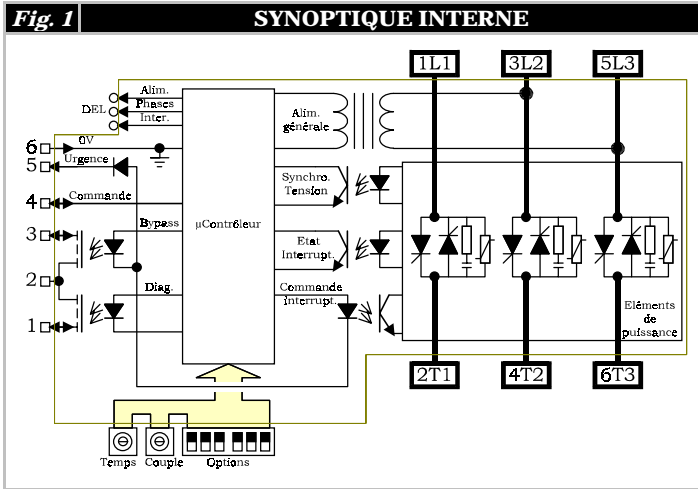 Fig. 1 SYNOPTIQUE INTERNE
1L1 3L2 5L3
Alim.
DEL Phases
Inter.
Alim.
générale
6 0V
5 Urgence
4 Commande
3 Bypass
2
1 Diag.
µContrôleur
Synchro.
Tension
Etat
Interrupt.
Commande
Interrupt.
Eléments
de
puissance
2T1 4T2 6T3
Temps Couple Options